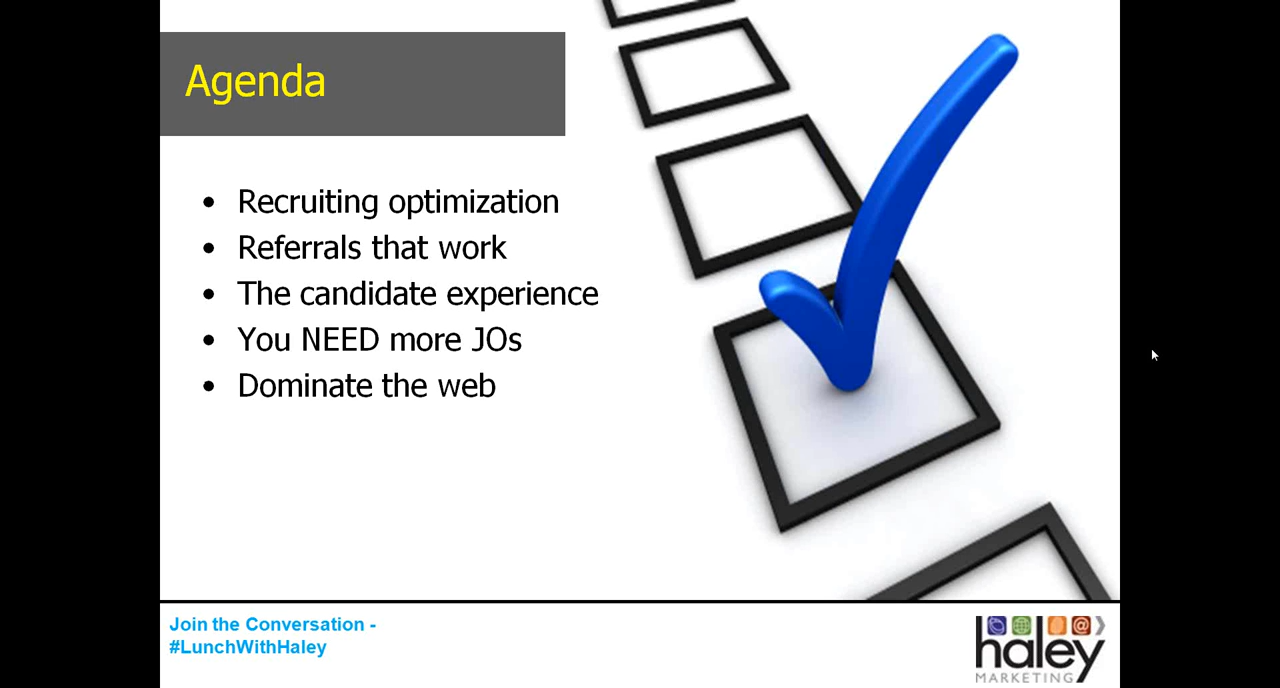 Agenda
• Recruiting optimization
• Referrals that work
• The candidate experience
• You NEED more JOs
• Dominate the web
Join the Conversation -
#LunchWithHaley
@
haley
MARKETING